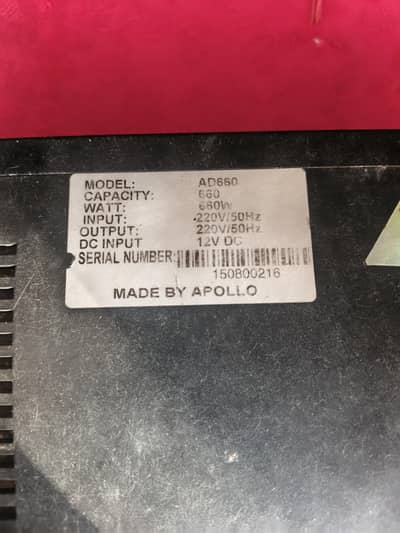 MODEL: AD660
CAPACITY: 660
WATT: 660W
INPUT: 220V/50Hz
OUTPUT: 220V/50Hz
DC INPUT 12V DC
SERIAL NUMBER:
150800216
MADE BY APOLLO